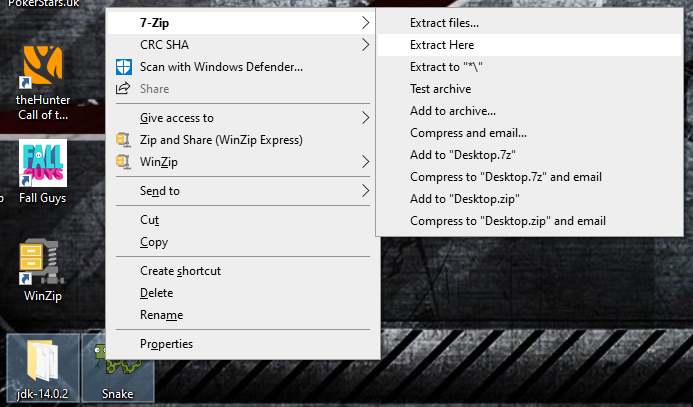 PokerStars.uk
theHunter
Call of t...
FALL
GUYS
Fall Guys
WinZip
jdk-14.0.2
Snake
7-Zip
CRC SHA
Scan with Windows Defender...
Share
Give access to
Zip and Share (WinZip Express)
WinZip
Send to
Cut
Copy
Create shortcut
Delete
Rename
Properties
Extract files...
Extract Here
Extract to "*\"
Test archive
Add to archive...
Compress and email...
Add to "Desktop.7z"
Compress to "Desktop.7z" and email
Add to "Desktop.zip"
Compress to "Desktop.zip" and email